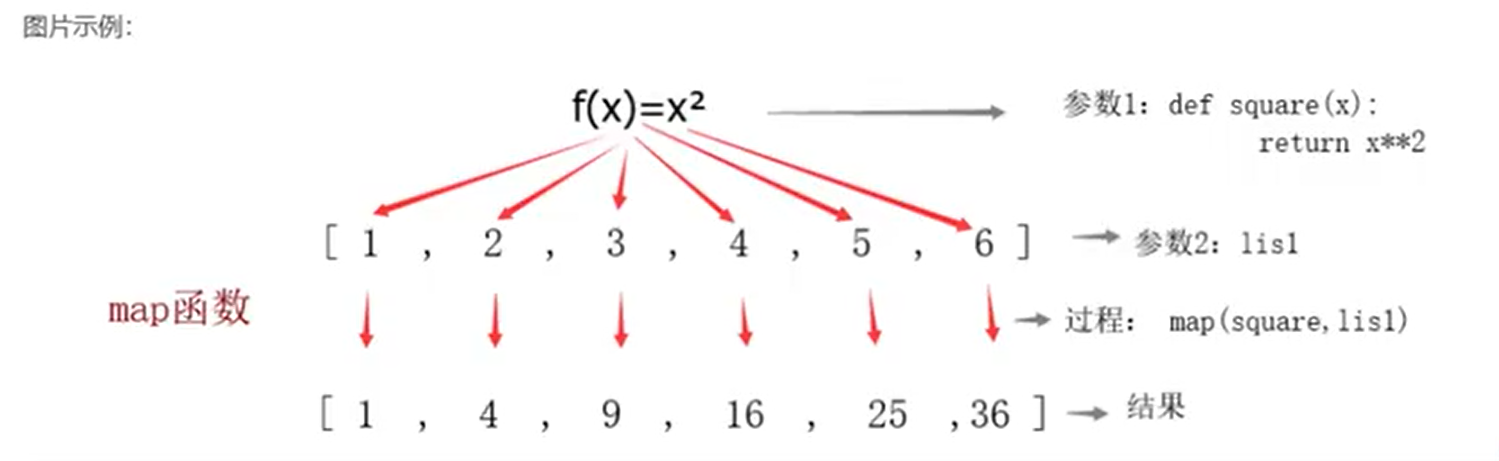 图片示例：
f(x)=x² 参数1：def square(x):
return x**2
[ 1 , 2 , 3 , 4 , 5 , 6 ] 参数2：lis1
map函数
过程： map(square,lis1)
[ 1 , 4 , 9 , 16 , 25 ,36 ] 结果